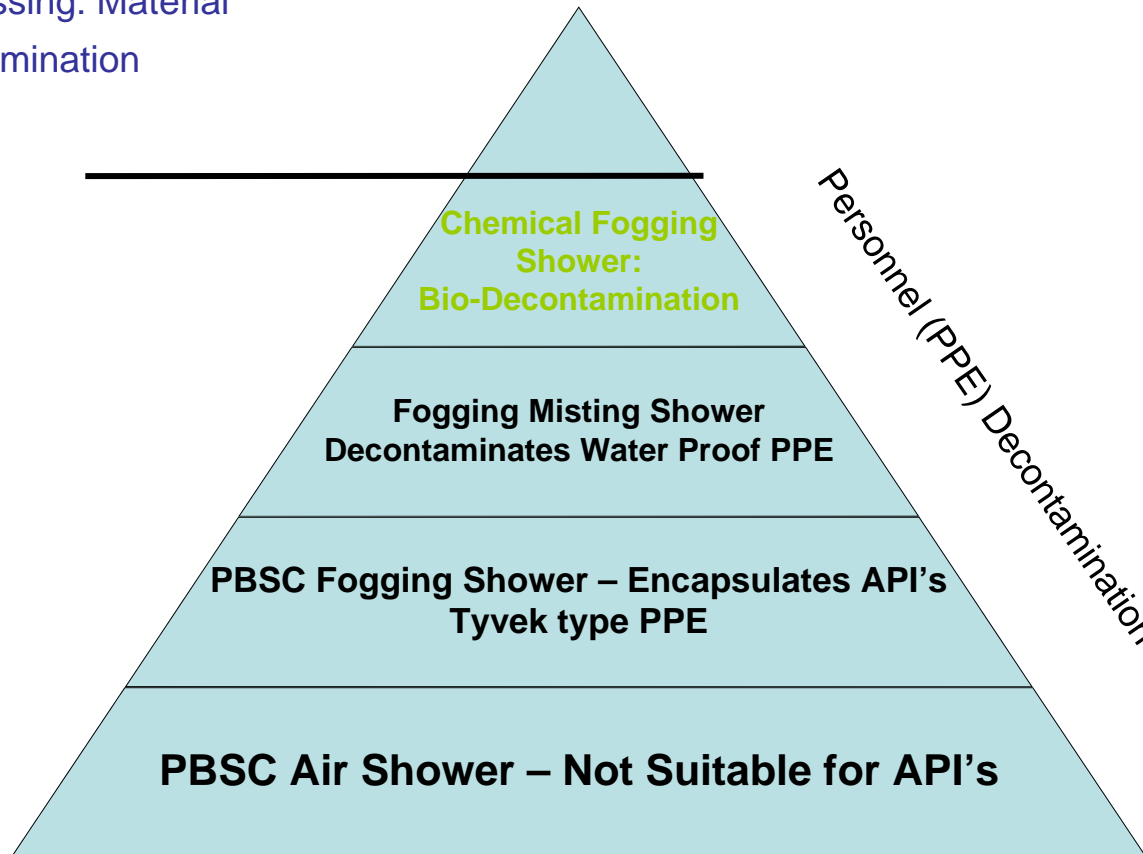 ssing: Material
mination
Chemical Fogging
Shower:
Bio-Decontamination
Personnel (PPE) Decontamination
Fogging Misting Shower
Decontaminates Water Proof PPE
PBSC Fogging Shower – Encapsulates API's
Tyvek type PPE
PBSC Air Shower – Not Suitable for API's